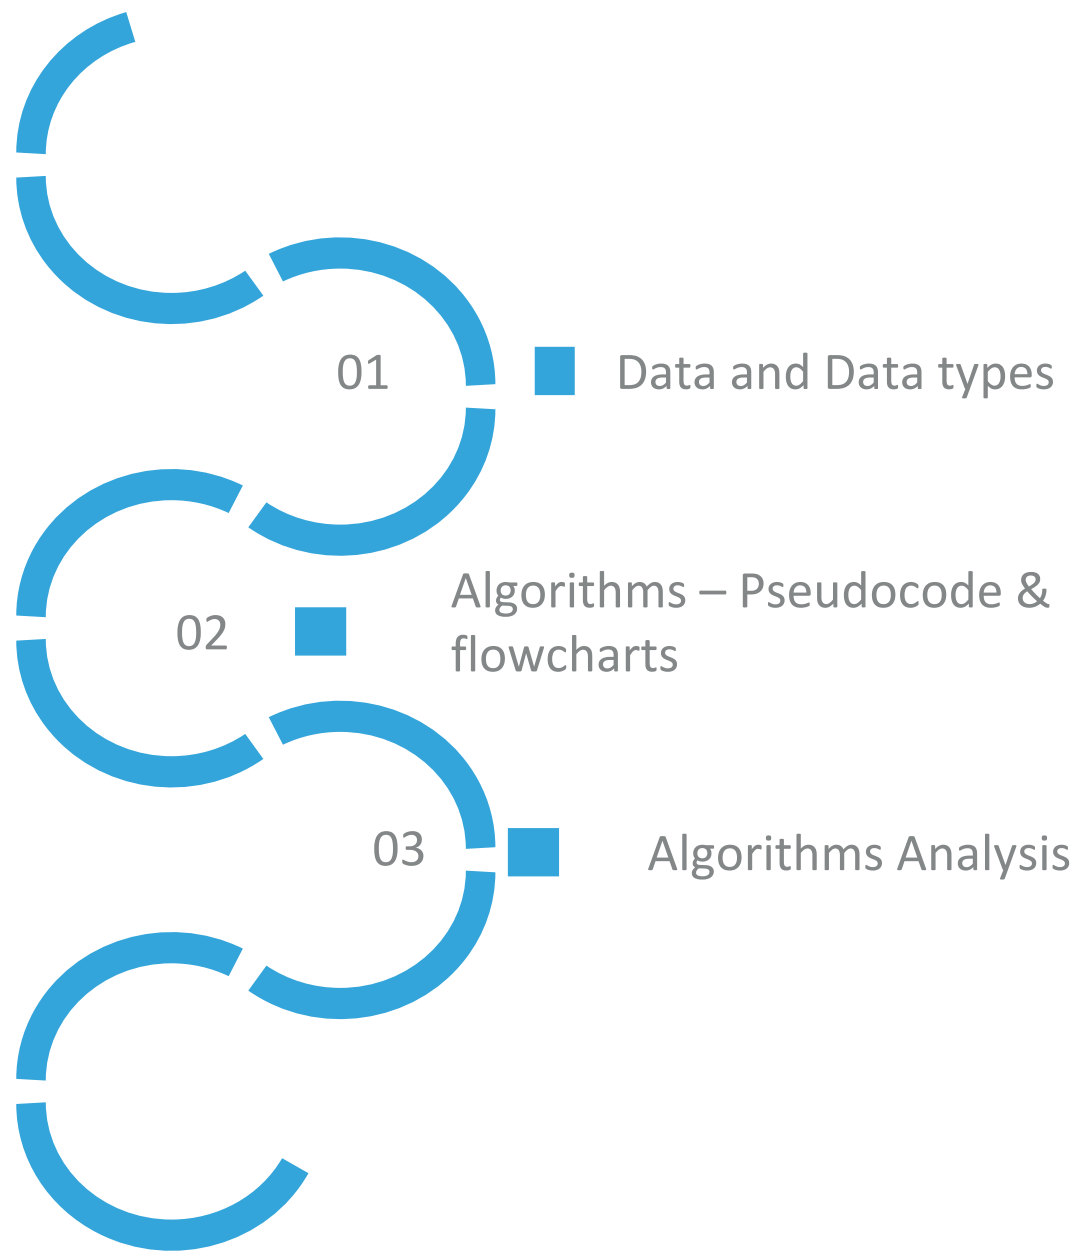 01
Data and Data types
02
Algorithms – Pseudocode &
flowcharts
03
Algorithms Analysis